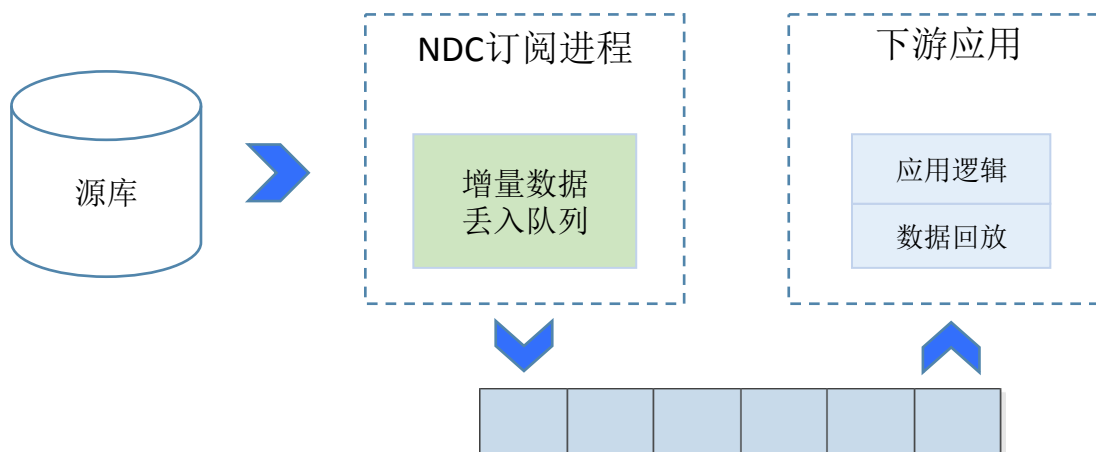 NDC订阅进程
下游应用
源库
增量数据
丢入队列
应用逻辑
数据回放